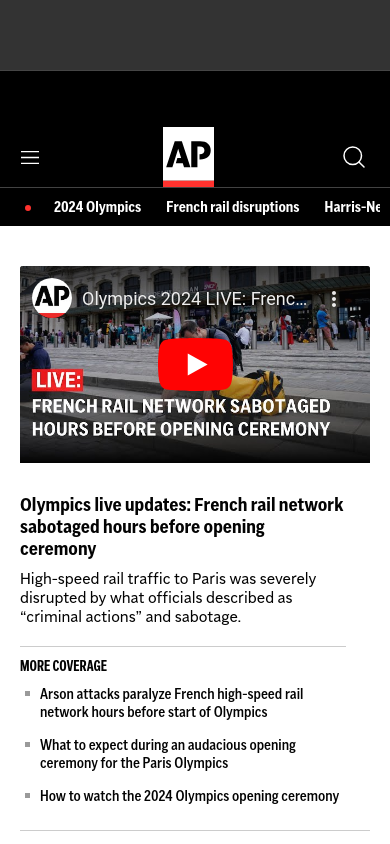 AP
2024 Olympics French rail disruptions Harris-Ne
AP Olympics 2024 LIVE: Frenc...
LIVE:
FRENCH RAIL NETWORK SABOTAGED
HOURS BEFORE OPENING CEREMONY
Olympics live updates: French rail network
sabotaged hours before opening
ceremony
High-speed rail traffic to Paris was severely
disrupted by what officials described as
“criminal actions” and sabotage.
MORE COVERAGE
Arson attacks paralyze French high-speed rail
network hours before start of Olympics
What to expect during an audacious opening
ceremony for the Paris Olympics
How to watch the 2024 Olympics opening ceremony